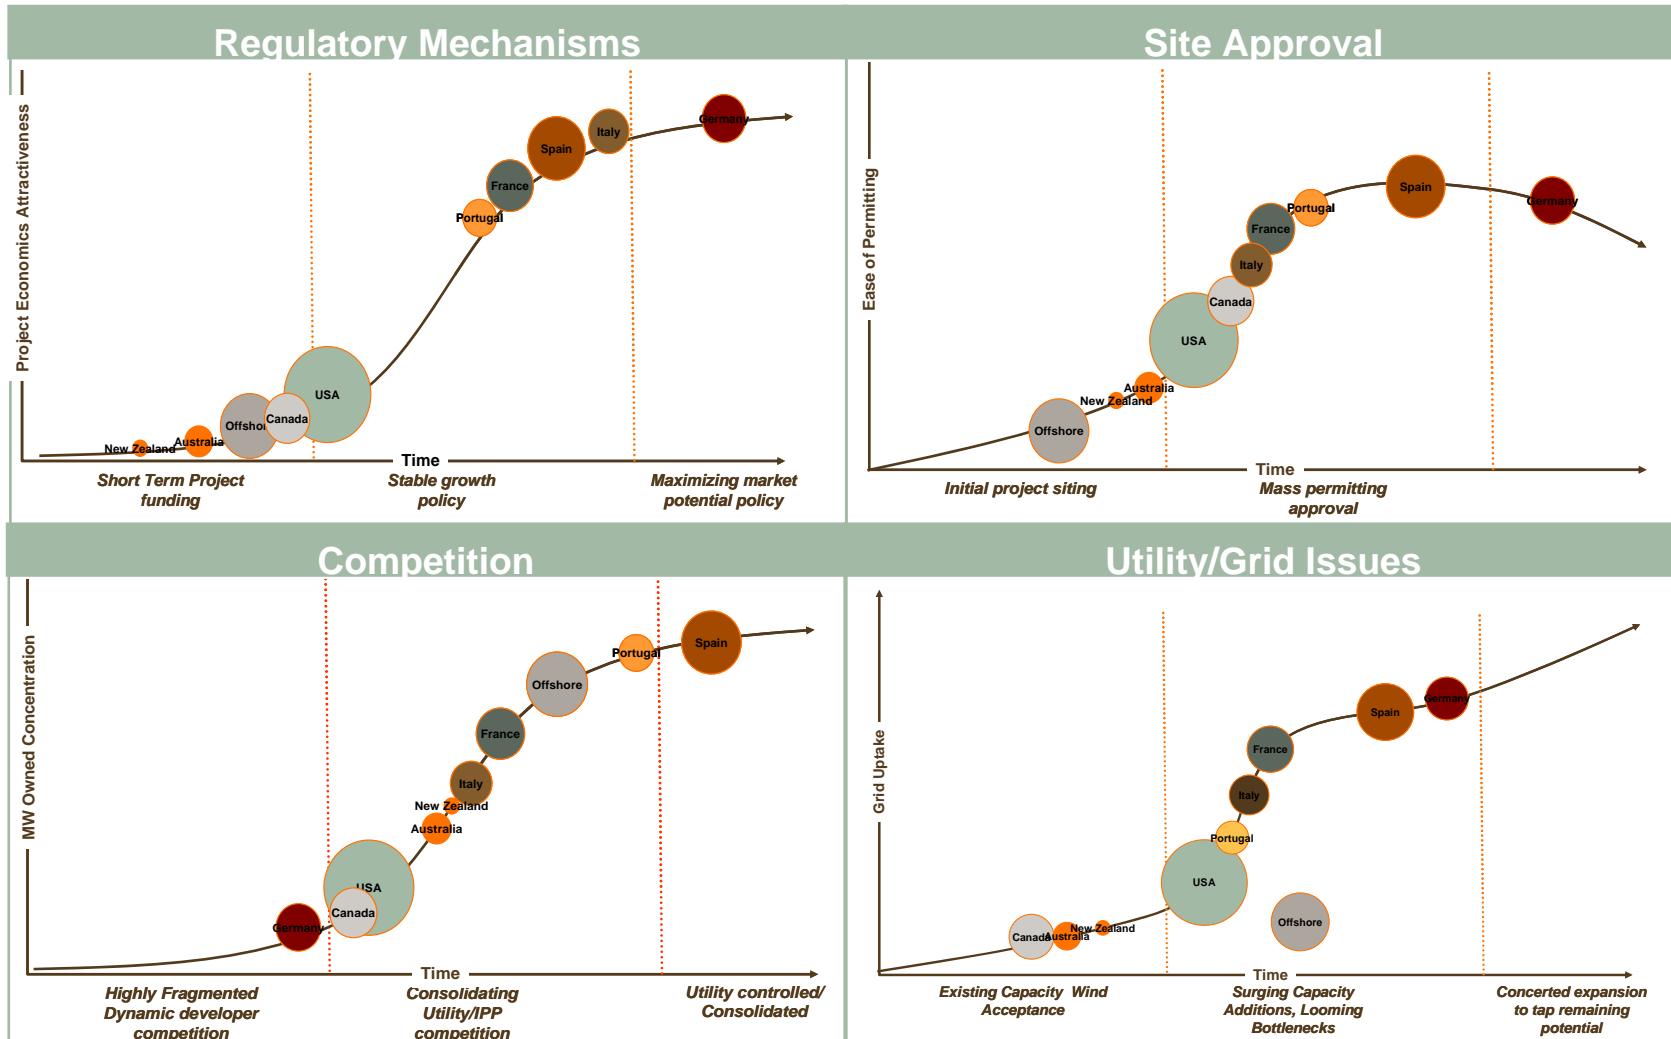 Regulatory Mechanisms
Project Economics Attractiveness
Germany
Italy
Spain
France
Portugal
USA
Canada
Offshor
Australia
New Zealand
Time
Short Term Project
funding
Stable growth
policy
Maximizing market
potential policy
Site Approval
Ease of Permitting
Spain
Germany
Portugal
France
Italy
Canada
USA
Australia
New Zealand
Offshore
Time
Initial project siting
Mass permitting
approval
Competition
MW Owned Concentration
Spain
Portugal
Offshore
France
Italy
New Zealand
Australia
USA
Canada
Germany
Time
Highly Fragmented
Dynamic developer
competition
Consolidating
Utility/IPP
competition
Utility controlled/
Consolidated
Utility/Grid Issues
Grid Uptake
Germany
Spain
France
Italy
Portugal
USA
Offshore
New Zealand
Australia
Canada
Time
Existing Capacity Wind
Acceptance
Surging Capacity
Additions, Looming
Bottlenecks
Concerted expansion
to tap remaining
potential